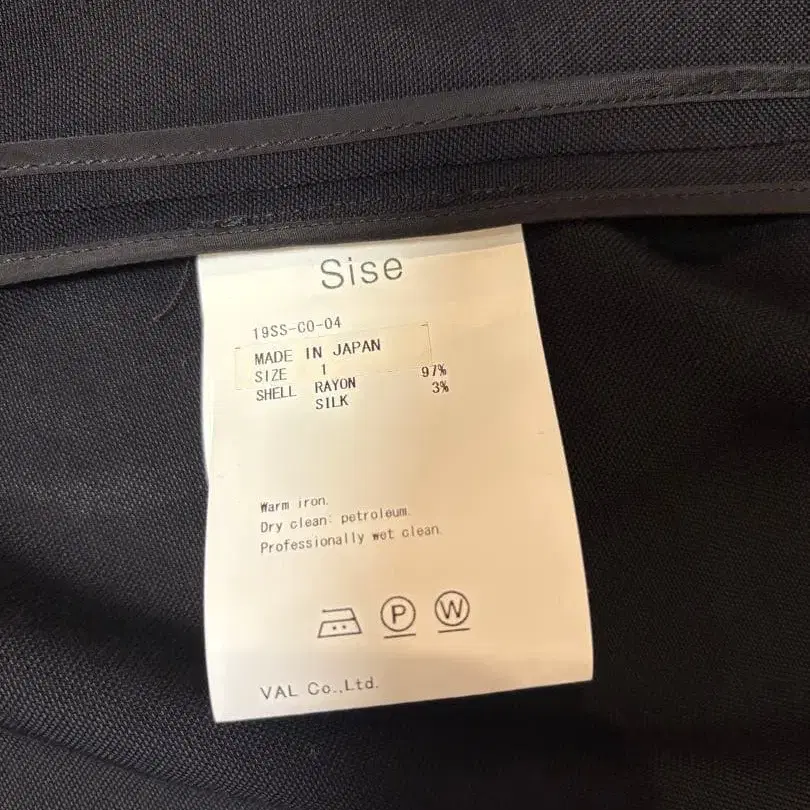 Sise
19SS-CO-04
MADE IN JAPAN
SIZE 1
SHELL RAYON 97%
SILK 3%
Warm iron.
Dry clean: petroleum.
Professionally wet clean.
P W
VAL Co.,Ltd.